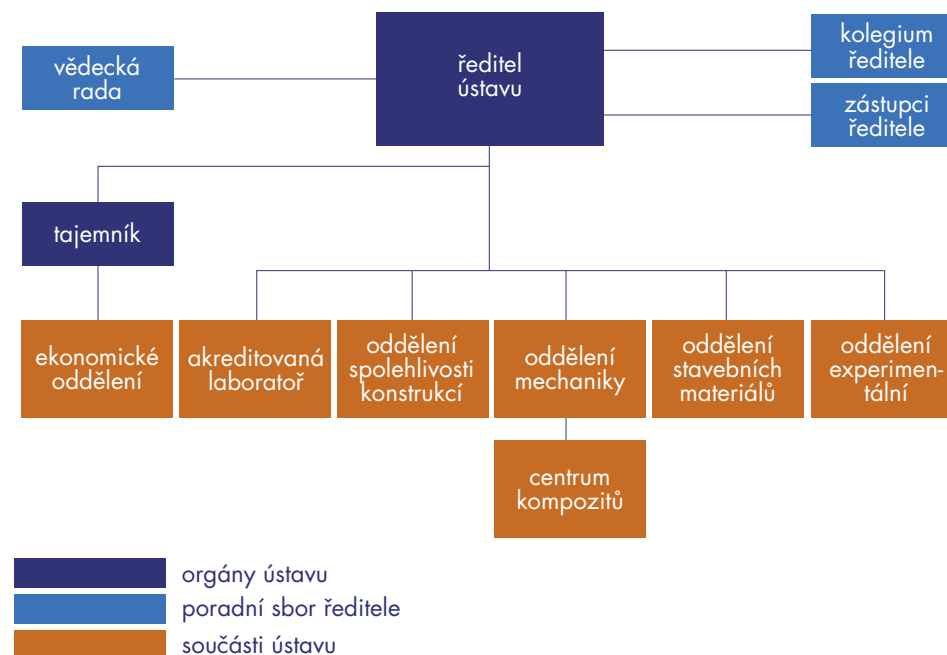 vědecká
rada
ředitel
ústavu
kolegium
ředitele
zástupci
ředitele
tajemník
ekonomické
oddělení
akreditovaná
laboratoř
oddělení
spolehlivosti
konstrukcí
oddělení
mechaniky
oddělení
stavebních
materiálů
oddělení
experimen-
tální
centrum
kompozitů
orgány ústavu
poradní sbor ředitele
součásti ústavu